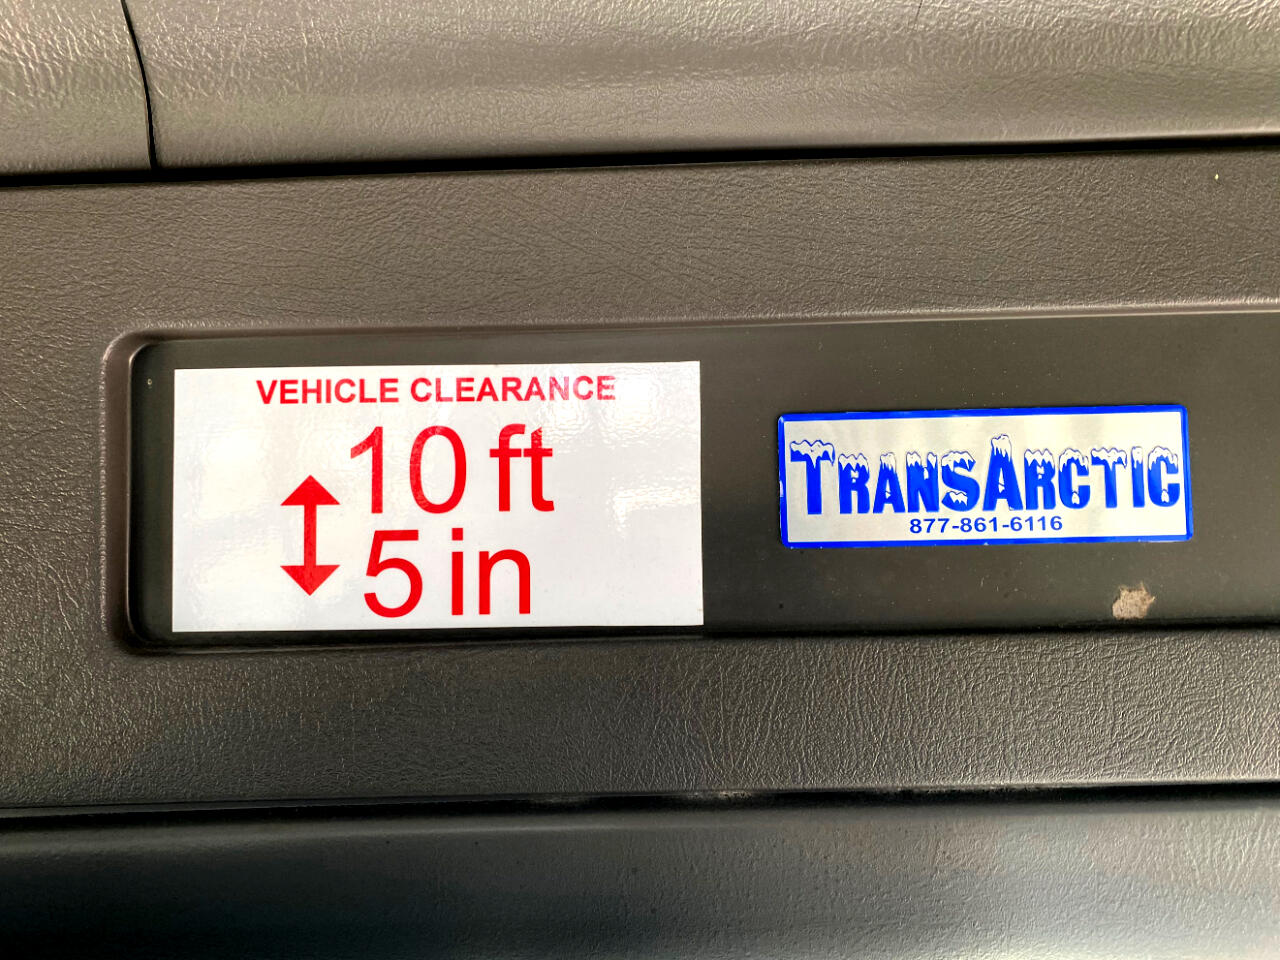 VEHICLE CLEARANCE
10 ft
5 in
TRANSARCTIC
877-861-6116